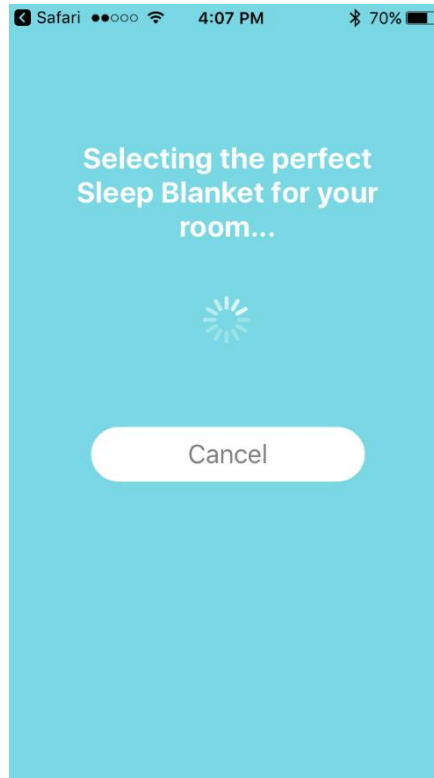 Safari 4:07 PM 70%
Selecting the perfect
Sleep Blanket for your
room...
Cancel